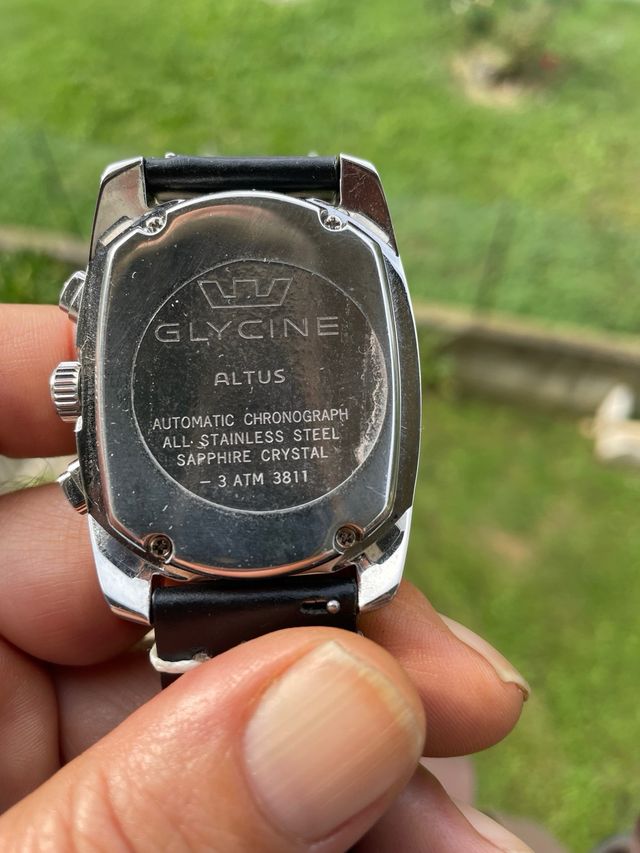 GLYCINE
ALTUS
AUTOMATIC CHRONOGRAPH
ALL STAINLESS STEEL
SAPPHIRE CRYSTAL
- 3 ATM 3811